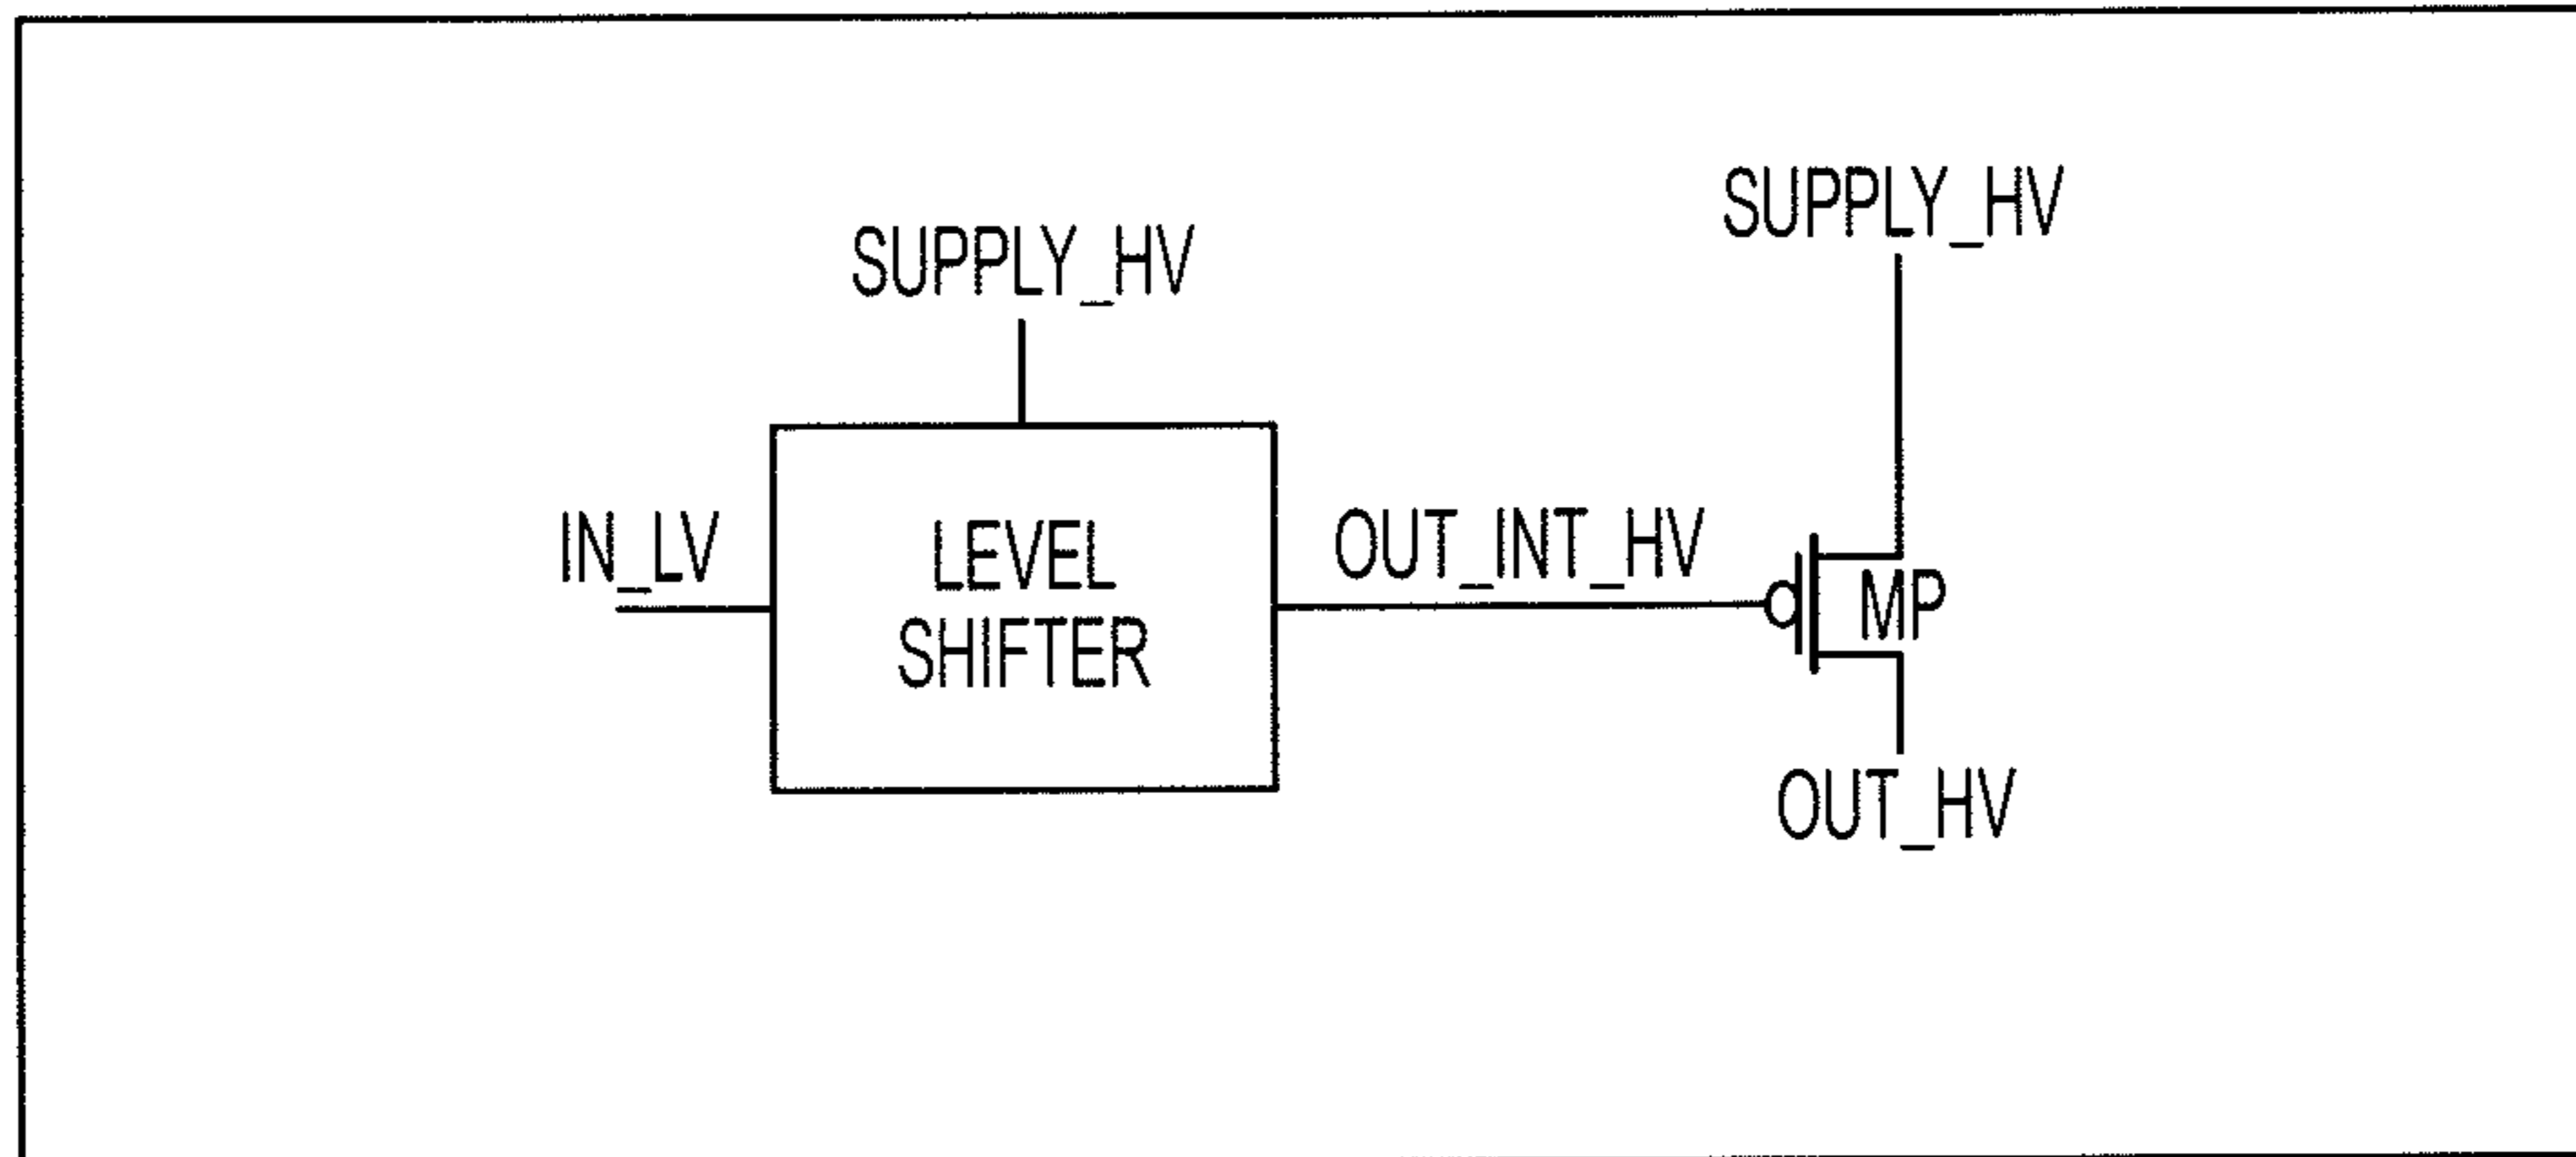 SUPPLY_HV
SUPPLY_HV
IN_LV
LEVEL
SHIFTER
OUT_INT_HV
MP
OUT_HV